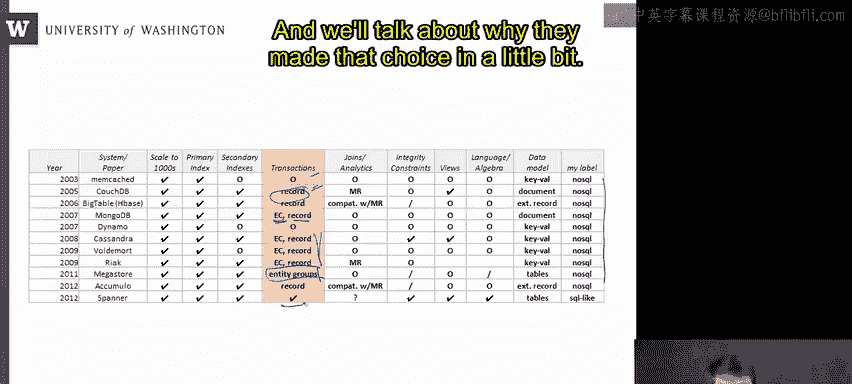 And we'll talk about why they
made that choice in a little bit.
中英字幕课程资源@bilibili.com
W UNIVERSITY of WASHINGTON
Year System/Paper Scale to 1000s Primary Index Secondary Indexes Transactions Joins/Analytics Integrity Constraints Views Language/Algebra Data model my label
2003 memcached ✔ ✔ O O O O O O key-val nosql
2005 CouchDB ✔ ✔ ✔ record MR O ✔ O document nosql
2006 BigTable (Hbase) ✔ ✔ ✔ record compat. w/MR / O O ext. record nosql
2007 MongoDB ✔ ✔ ✔ EC, record O O O O document nosql
2007 Dynamo ✔ ✔ O O O O O O key-val nosql
2008 Cassandra ✔ ✔ ✔ EC, record O ✔ ✔ O key-val nosql
2009 Voldemort ✔ ✔ O EC, record O O O O key-val nosql
2009 Riak ✔ ✔ ✔ EC, record MR O key-val nosql
2011 Megastore ✔ ✔ ✔ entity groups O / O / tables nosql
2012 Accumulo ✔ ✔ ✔ record compat. w/MR / O O ext. record nosql
2012 Spanner ✔ ✔ ✔ ✔ ? ✔ ✔ ✔ tables sql-like